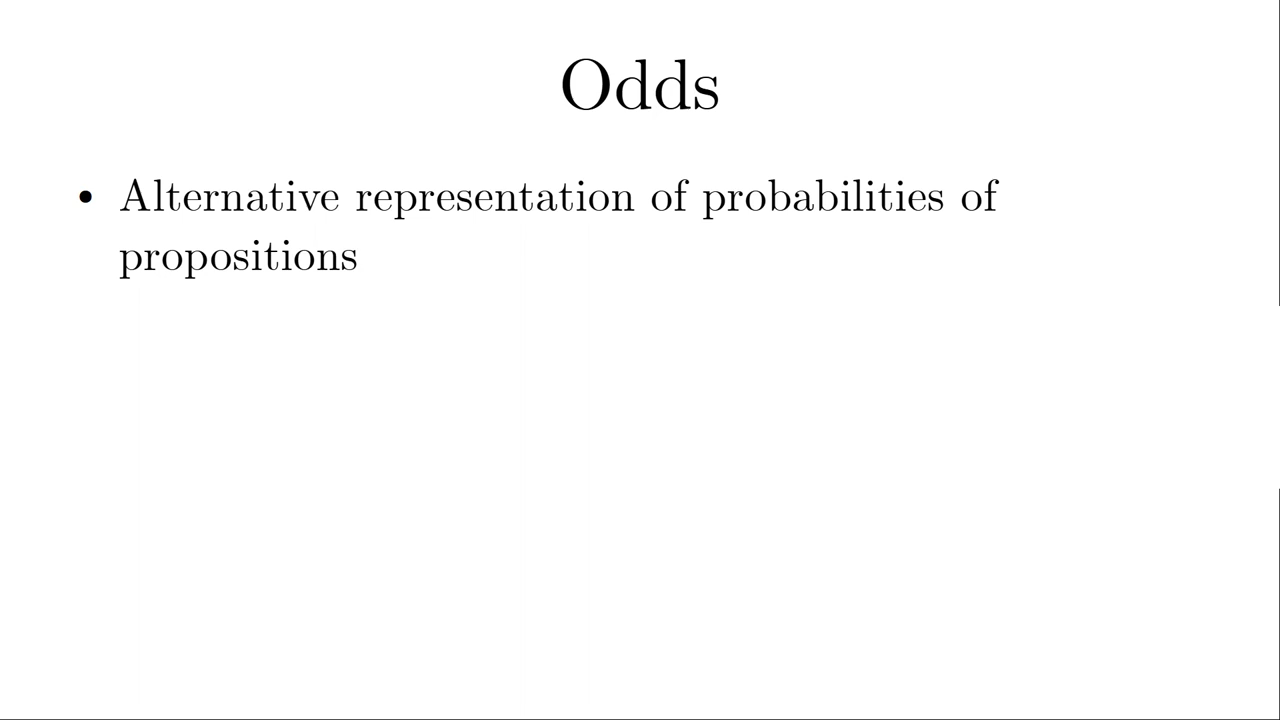 Odds
• Alternative representation of probabilities of
propositions